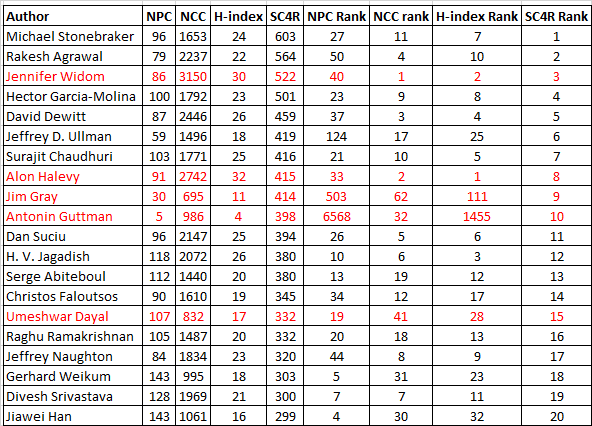 Author NPC NCC H-index SC4R NPC Rank NCC rank H-index Rank SC4R Rank
Michael Stonebraker 96 1653 24 603 27 11 7 1
Rakesh Agrawal 79 2237 22 564 50 4 10 2
Jennifer Widom 86 3150 30 522 40 1 2 3
Hector Garcia-Molina 100 1792 23 501 23 9 8 4
David Dewitt 87 2446 26 459 37 3 4 5
Jeffrey D. Ullman 59 1496 18 419 124 17 25 6
Surajit Chaudhuri 103 1771 25 416 21 10 5 7
Alon Halevy 91 2742 32 415 33 2 1 8
Jim Gray 30 695 11 414 503 62 111 9
Antonin Guttman 5 986 4 398 6568 32 1455 10
Dan Suciu 96 2147 25 394 26 5 6 11
H. V. Jagadish 118 2072 26 380 10 6 3 12
Serge Abiteboul 112 1440 20 380 13 19 12 13
Christos Faloutsos 90 1610 19 345 34 12 17 14
Umeshwar Dayal 107 832 17 332 19 41 28 15
Raghu Ramakrishnan 105 1487 20 332 20 18 13 16
Jeffrey Naughton 84 1834 23 320 44 8 9 17
Gerhard Weikum 143 995 18 303 5 31 23 18
Divesh Srivastava 128 1969 21 300 7 7 11 19
Jiawei Han 143 1061 16 299 4 30 32 20